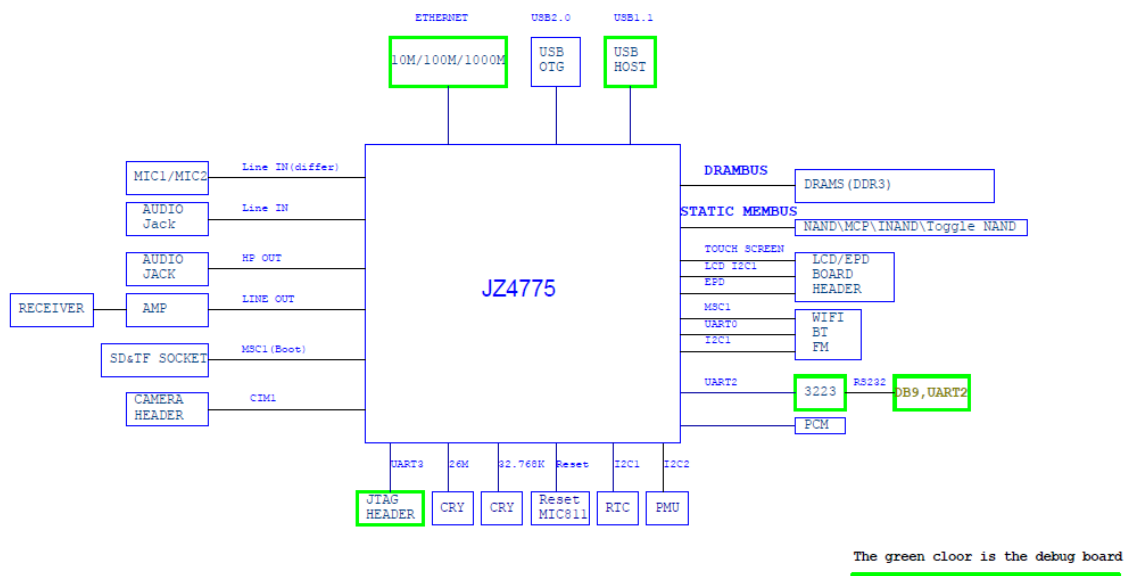 ETHERNET
USB2.0
USB1.1
10M/100M/1000M
USB
OTG
USB
HOST
MIC1/MIC2
Line IN(differ)
AUDIO
Jack
Line IN
AUDIO
JACK
HP OUT
RECEIVER
AMP
LINE OUT
SD&TF SOCKET
MSC1(Boot)
CAMERA
HEADER
CIM1
JZ4775
DRAMBUS
DRAMS(DDR3)
STATIC MEMBUS
NAND\MCP\INAND\Toggle NAND
TOUCH SCREEN
LCD I2C1
EPD
LCD/EPD
BOARD
HEADER
MSC1
UART0
I2C1
WIFI
BT
FM
UART2
3223
RS232
DB9,UART2
PCM
UART3
26M
32.768K
Reset
I2C1
I2C2
JTAG
HEADER
CRY
CRY
Reset
MIC811
RTC
PMU
The green cloor is the debug board